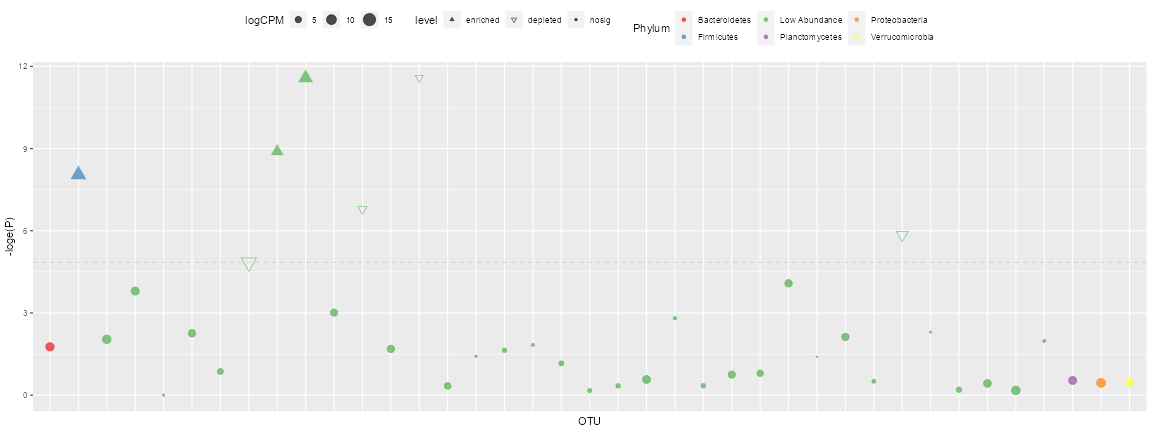 logCPM 5 10 15 level enriched depleted nosig Phylum Bacteroidetes Low Abundance Proteobacteria
Firmicutes Planctomycetes Verrucomicrobia
12
9
6
3
0
-loge(P)
OTU